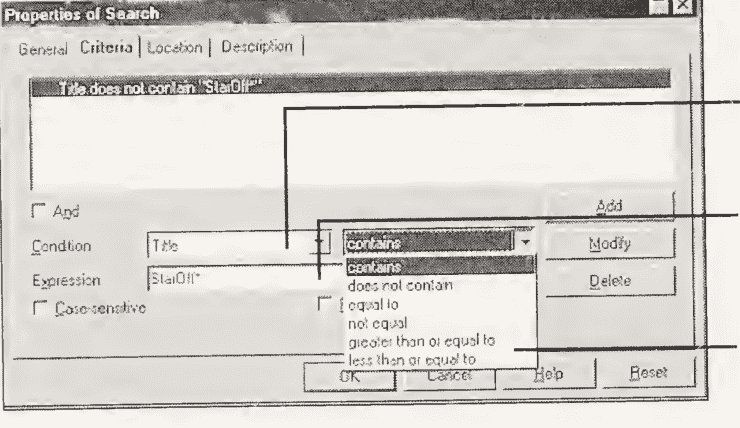 Properties of Search
General Criteria Location Description
Title does not contain "StarOff*"
And
Add
Condition Title contains Modify
Expression StarOff* contains
does not contain Delete
Case-sensitive equal to
not equal
greater than or equal to
less than or equal to
OK Cancel Help Reset